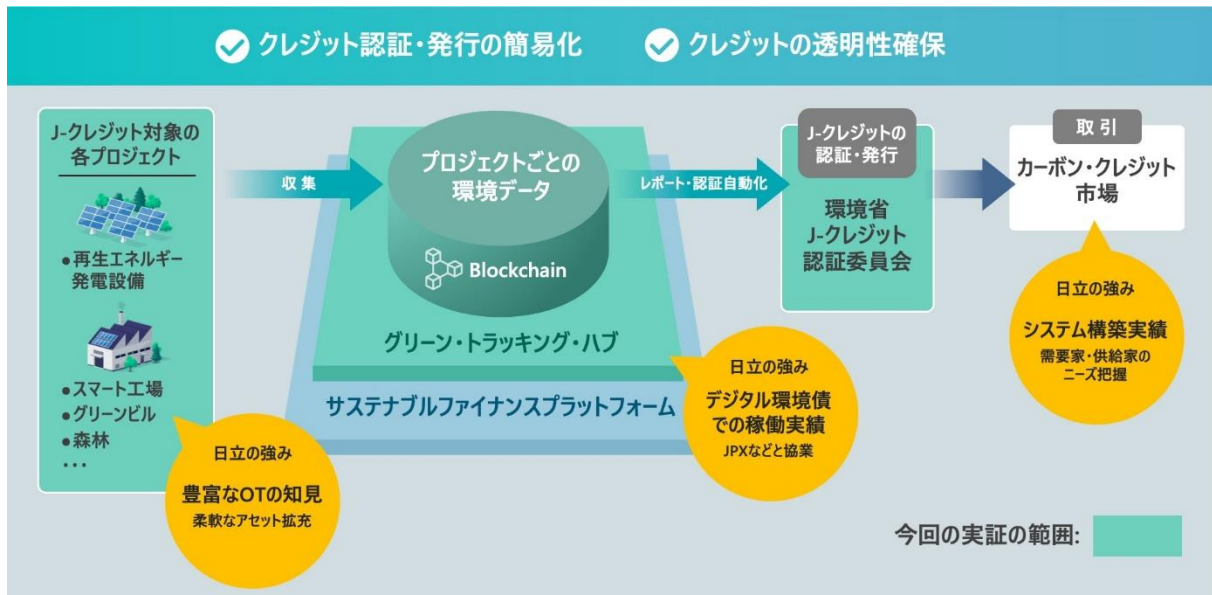 クレジット認証・発行の簡易化
クレジットの透明性確保
J-クレジット対象の
各プロジェクト
●再生エネルギー
発電設備
●スマート工場
●グリーンビル
●森林
・・・
収集
プロジェクトごとの
環境データ
Blockchain
グリーン・トラッキング・ハブ
サステナブルファイナンスプラットフォーム
レポート・認証自動化
J-クレジットの
認証・発行
環境省
J-クレジット
認証委員会
取引
カーボン・クレジット
市場
日立の強み
豊富なOTの知見
柔軟なアセット拡充
日立の強み
デジタル環境債
での稼働実績
JPXなどと協業
日立の強み
システム構築実績
需要家・供給家の
ニーズ把握
今回の実証の範囲: